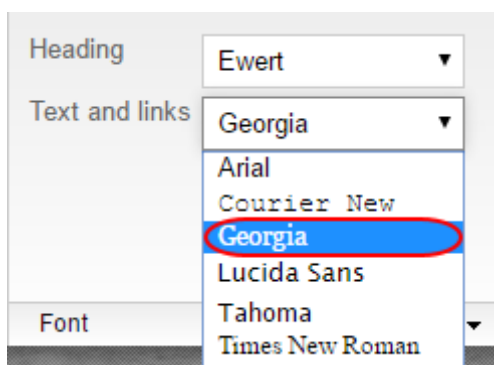 Heading Ewert
Text and links Georgia
Arial
Courier New
Georgia
Lucida Sans
Tahoma
Font
Times New Roman